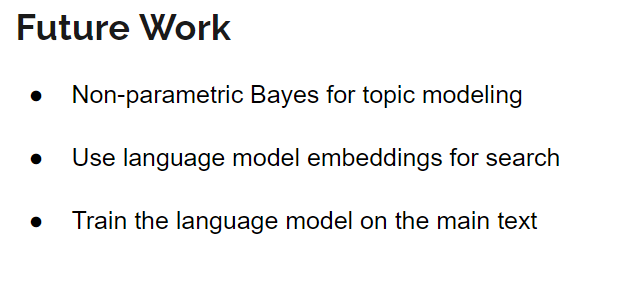 Future Work
● Non-parametric Bayes for topic modeling
● Use language model embeddings for search
● Train the language model on the main text